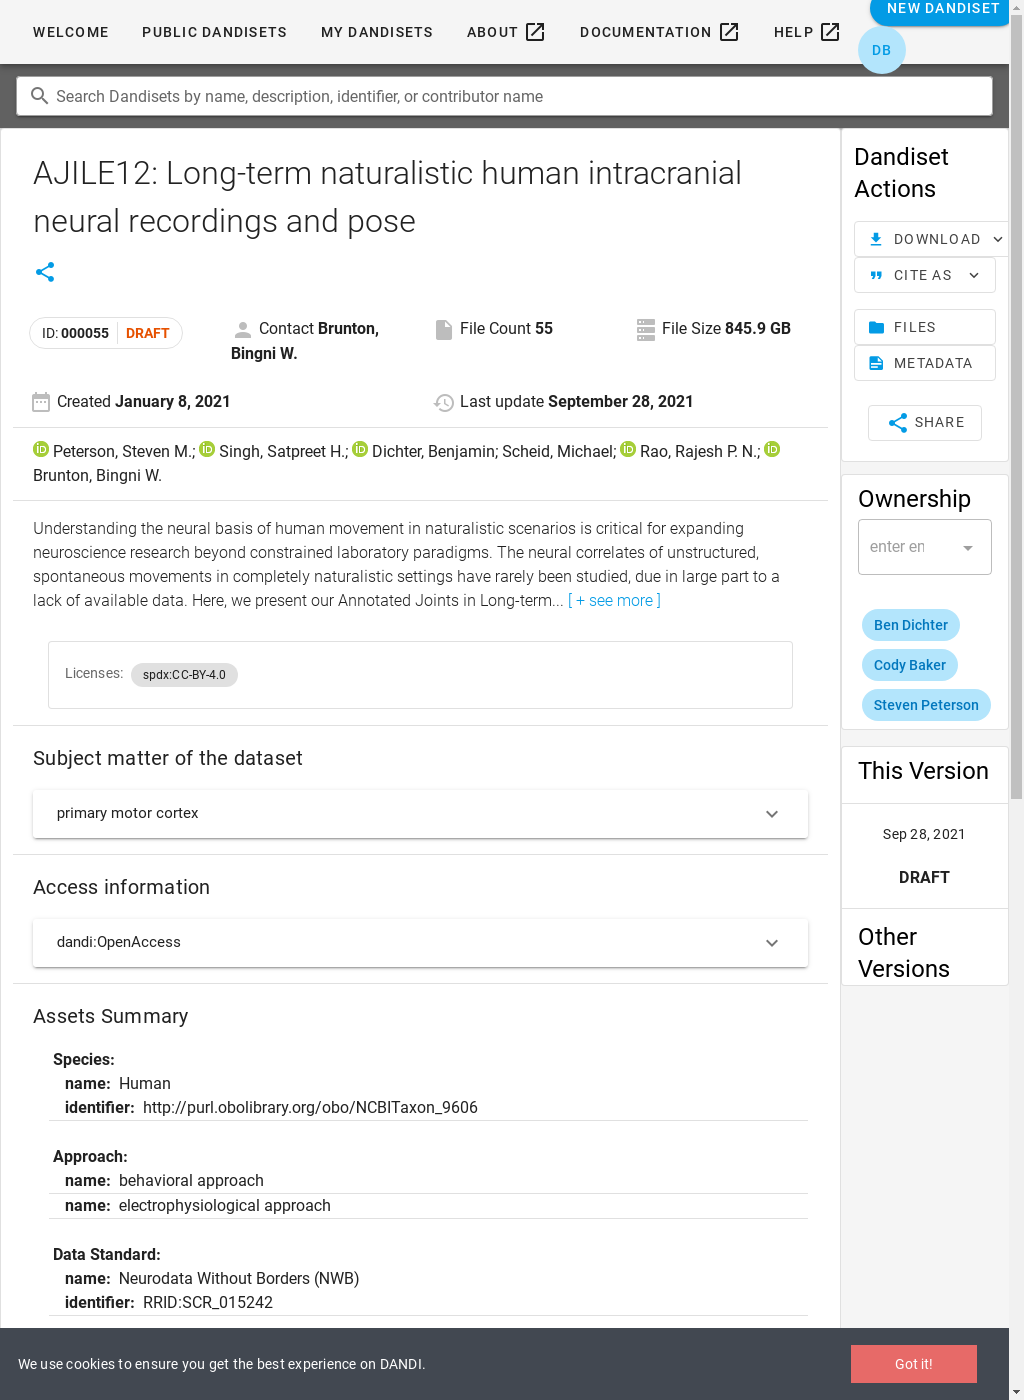 WELCOME PUBLIC DANDISETS MY DANDISETS ABOUT DOCUMENTATION HELP NEW DANDISET
DB
Search Dandisets by name, description, identifier, or contributor name
AJILE12: Long-term naturalistic human intracranial
neural recordings and pose
ID: 000055 DRAFT
Contact Brunton,
Bingni W.
File Count 55
File Size 845.9 GB
Created January 8, 2021
Last update September 28, 2021
Peterson, Steven M.; Singh, Satpreet H.; Dichter, Benjamin; Scheid, Michael; Rao, Rajesh P. N.;
Brunton, Bingni W.
Understanding the neural basis of human movement in naturalistic scenarios is critical for expanding
neuroscience research beyond constrained laboratory paradigms. The neural correlates of unstructured,
spontaneous movements in completely naturalistic settings have rarely been studied, due in large part to a
lack of available data. Here, we present our Annotated Joints in Long-term... [ + see more ]
Licenses: spdx:CC-BY-4.0
Subject matter of the dataset
primary motor cortex
Access information
dandi:OpenAccess
Assets Summary
Species:
name: Human
identifier: http://purl.obolibrary.org/obo/NCBITaxon_9606
Approach:
name: behavioral approach
name: electrophysiological approach
Data Standard:
name: Neurodata Without Borders (NWB)
identifier: RRID:SCR_015242
Dandiset
Actions
DOWNLOAD
CITE AS
FILES
METADATA
SHARE
Ownership
enter en
Ben Dichter
Cody Baker
Steven Peterson
This Version
Sep 28, 2021
DRAFT
Other
Versions
We use cookies to ensure you get the best experience on DANDI.
Got it!